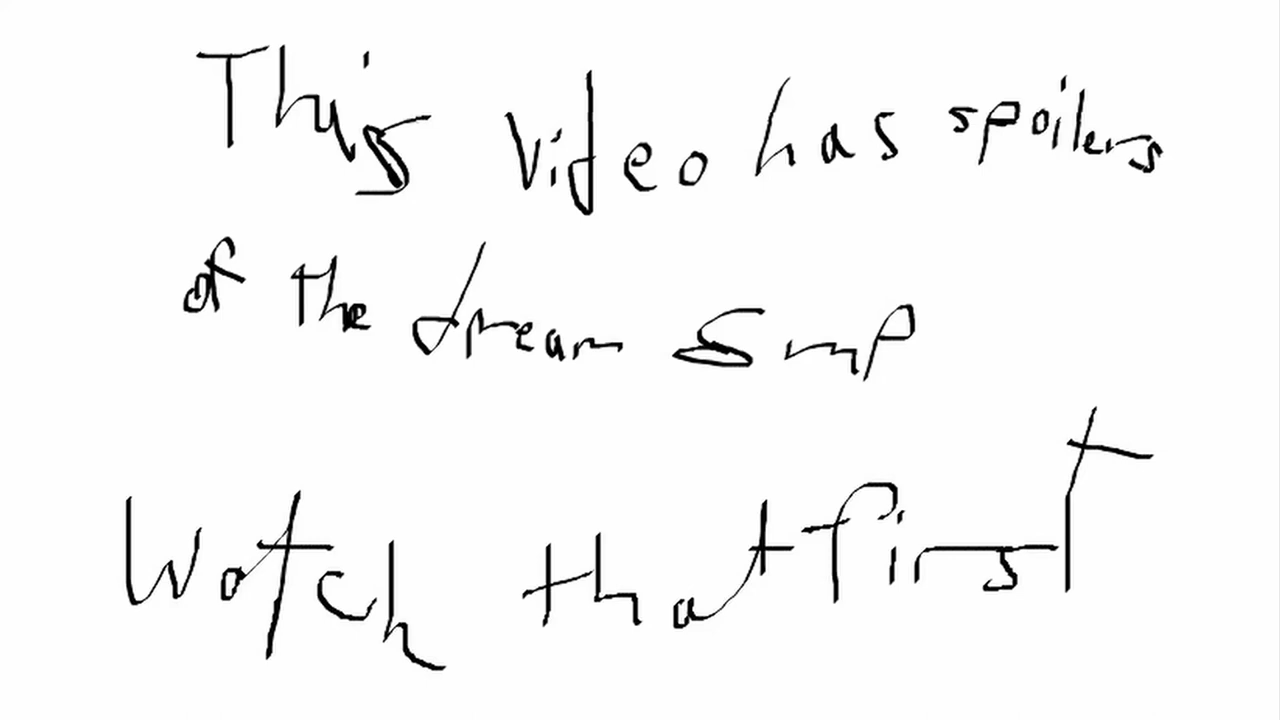 This video has spoilers
of the dream smp
Watch that first